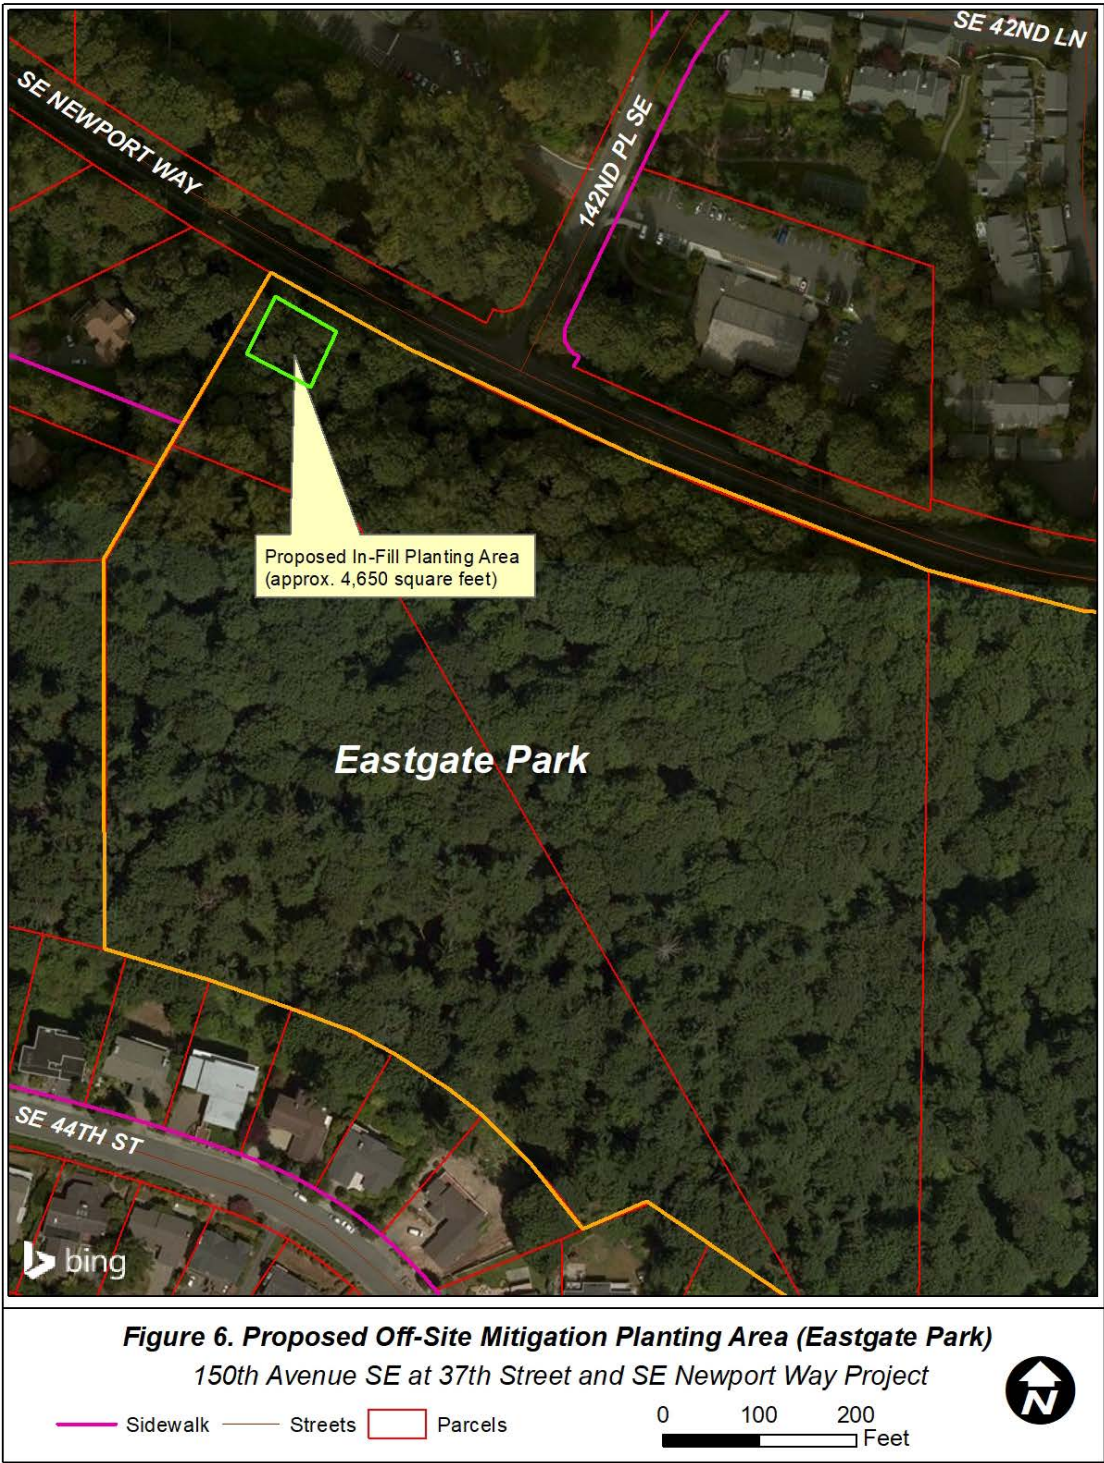 SE 42ND LN
SE NEWPORT WAY
142ND PL SE
Proposed In-Fill Planting Area
(approx. 4,650 square feet)
Eastgate Park
SE 44TH ST
bing
Figure 6. Proposed Off-Site Mitigation Planting Area (Eastgate Park)
150th Avenue SE at 37th Street and SE Newport Way Project
Sidewalk Streets Parcels
0 100 200
Feet
N